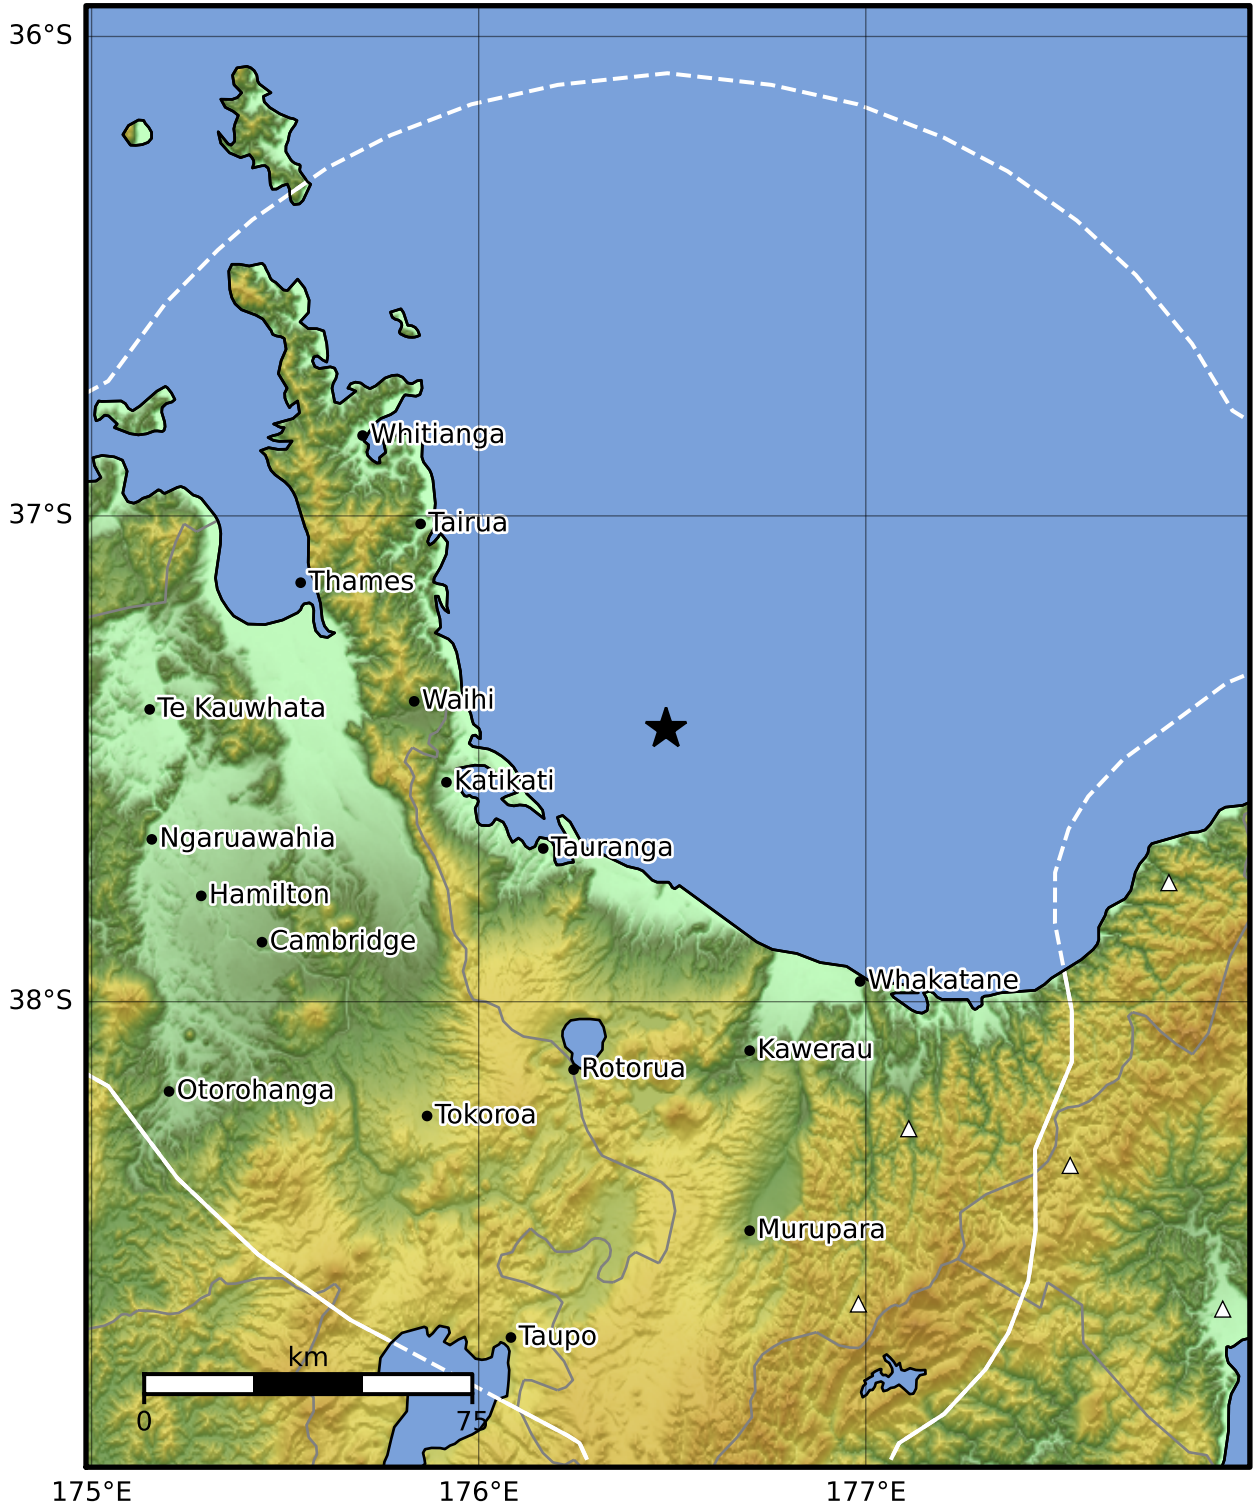 36°S
Whitianga
37°S
Tairua
Thames
Waihi
Te Kauwhata
Katikati
Ngaruawahia
Tauranga
Hamilton
Cambridge
Whakatane
38°S
Kawerau
Rotorua
Otorohanga
Tokoroa
Murupara
Taupo
km
0 75
175°E 176°E 177°E